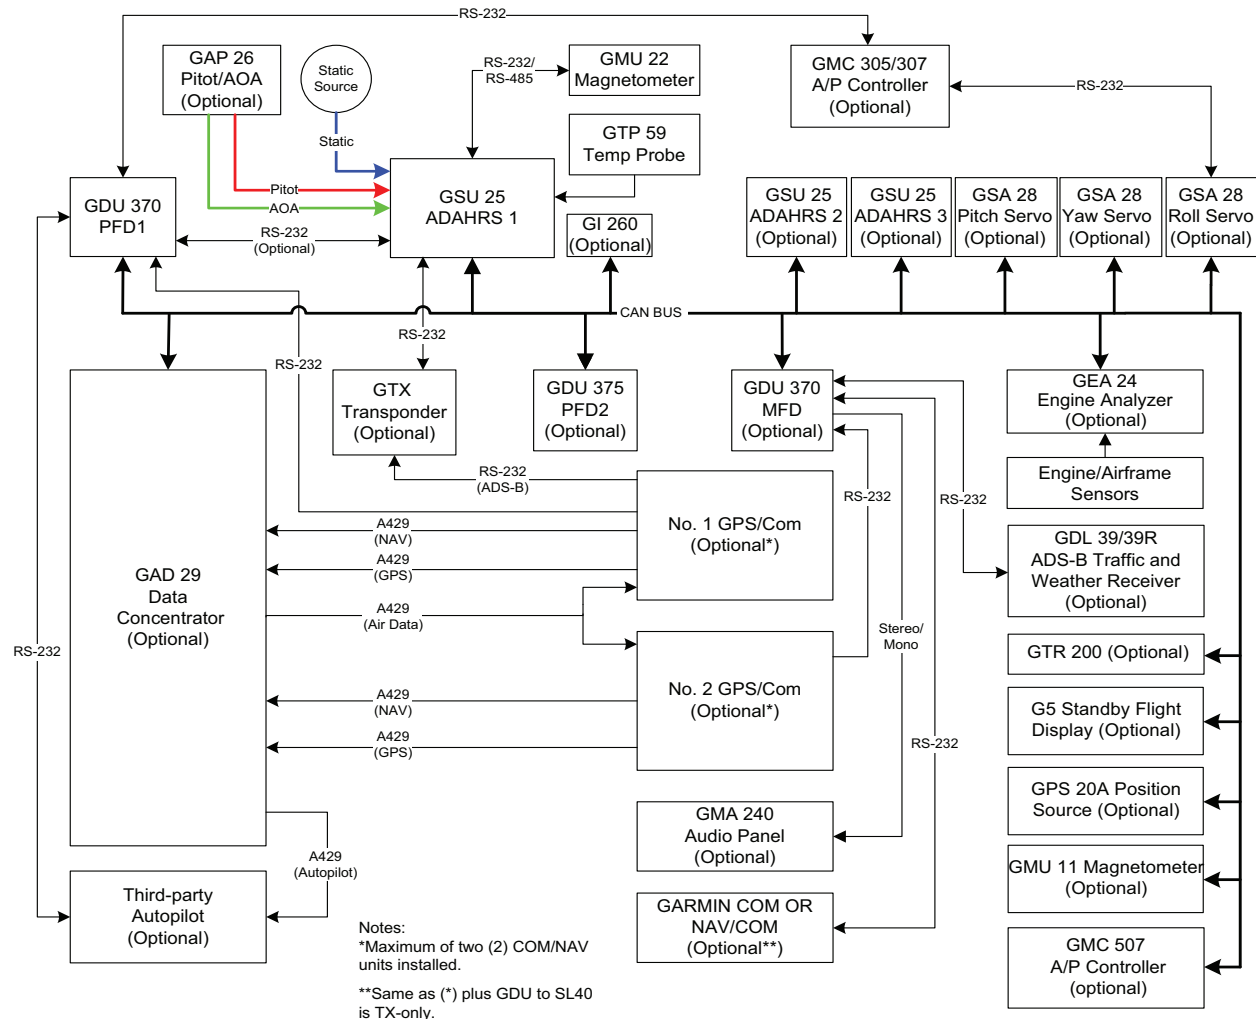 RS-232
GAP 26
Pitot/AOA
(Optional)
Static
Source
RS-232/
RS-485
GMU 22
Magnetometer
GMC 305/307
A/P Controller
(Optional)
RS-232
Static
GTP 59
Temp Probe
GDU 370
PFD1
Pitot
AOA
GSU 25
ADAHRS 1
RS-232
(Optional)
GI 260
(Optional)
GSU 25
ADAHRS 2
(Optional)
GSU 25
ADAHRS 3
(Optional)
GSA 28
Pitch Servo
(Optional)
GSA 28
Yaw Servo
(Optional)
GSA 28
Roll Servo
(Optional)
CAN BUS
RS-232
RS-232
GTX
Transponder
(Optional)
GDU 375
PFD2
(Optional)
GDU 370
MFD
(Optional)
GEA 24
Engine Analyzer
(Optional)
RS-232
(ADS-B)
RS-232
RS-232
Engine/Airframe
Sensors
No. 1 GPS/Com
(Optional*)
A429
(NAV)
A429
(GPS)
A429
(Air Data)
GAD 29
Data
Concentrator
(Optional)
GDL 39/39R
ADS-B Traffic and
Weather Receiver
(Optional)
RS-232
Stereo/
Mono
GTR 200 (Optional)
No. 2 GPS/Com
(Optional*)
A429
(NAV)
A429
(GPS)
RS-232
G5 Standby Flight
Display (Optional)
GPS 20A Position
Source (Optional)
GMA 240
Audio Panel
(Optional)
A429
(Autopilot)
GMU 11 Magnetometer
(Optional)
Third-party
Autopilot
(Optional)
GARMIN COM OR
NAV/COM
(Optional**)
GMC 507
A/P Controller
(optional)
Notes:
*Maximum of two (2) COM/NAV
units installed.
**Same as (*) plus GDU to SL40
is TX-only.